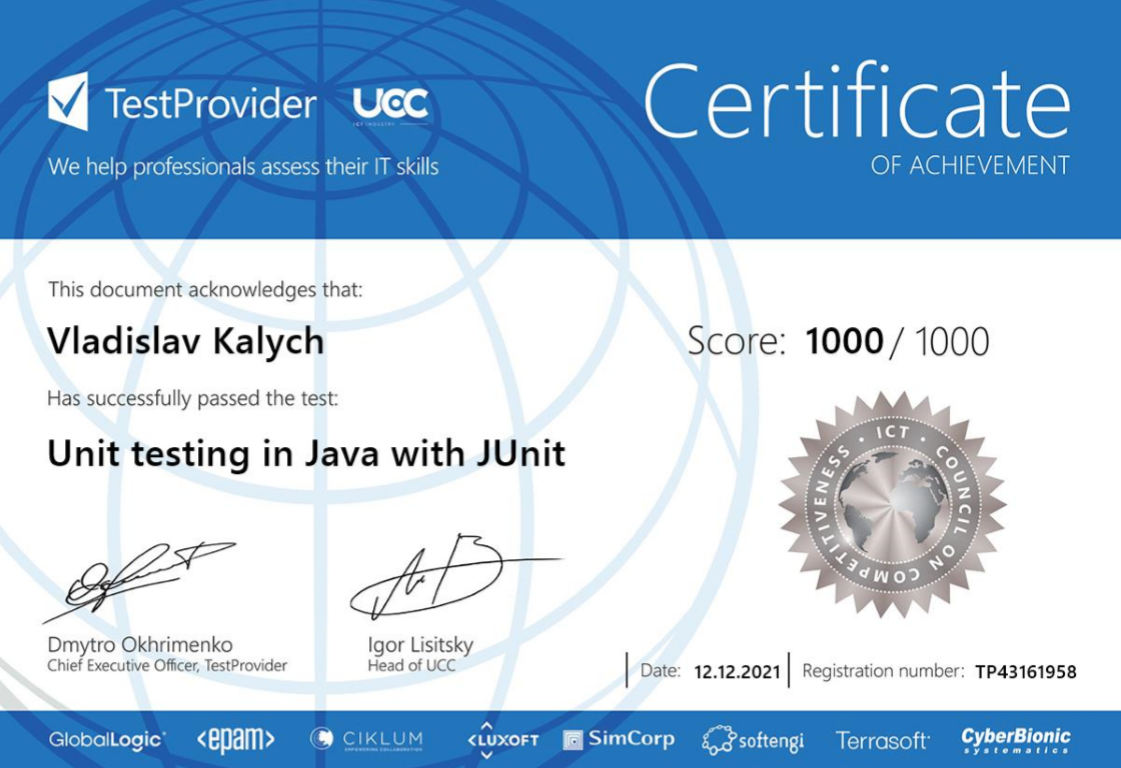 TestProvider UCC
ICT INDUSTRY
We help professionals assess their IT skills
Certificate
OF ACHIEVEMENT
This document acknowledges that:
Vladislav Kalych
Score: 1000 / 1000
Has successfully passed the test:
Unit testing in Java with JUnit
ICT · COUNCIL ON COMPETITIVENESS ·
Dmytro Okhrimenko
Chief Executive Officer, TestProvider
Igor Lisitsky
Head of UCC
Date: 12.12.2021
Registration number: TP43161958
GlobalLogic <epam> CIKLUM LUXOFT SimCorp softengi Terrasoft CyberBionic
EMPOWERING COLLABORATION
systematics